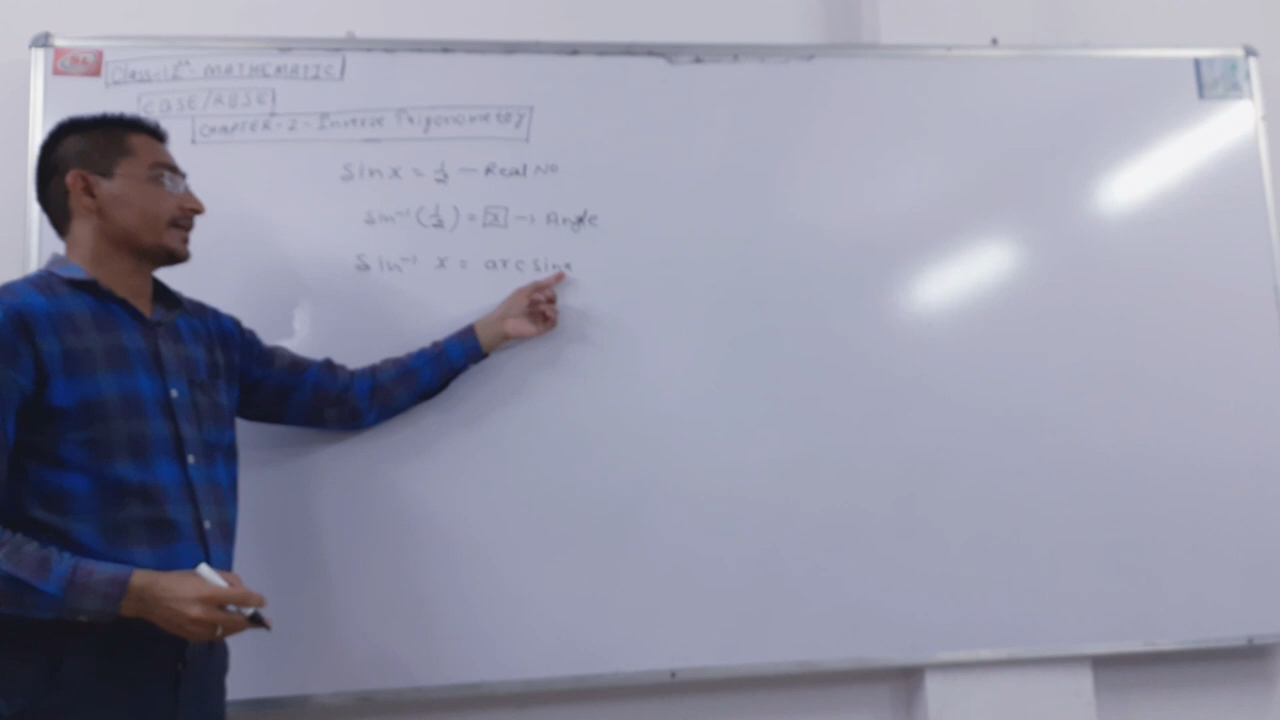 Class-12th- MATHEMATIC
CBSE/RBSE
CHAPTER-2-Inverse Trigonometry
Sin x = 1/2 — Real No
Sin⁻¹ (1/2) = x → Angle
Sin⁻¹ x = arc sin x